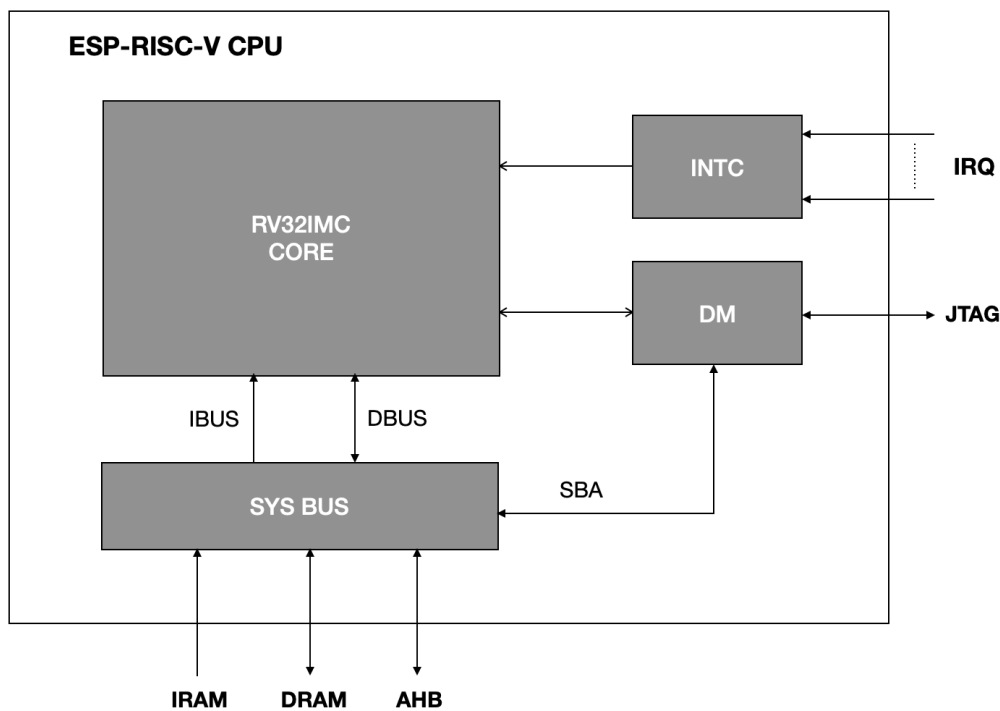 ESP-RISC-V CPU
RV32IMC
CORE
INTC
IRQ
DM
JTAG
IBUS
DBUS
SYS BUS
SBA
IRAM
DRAM
AHB